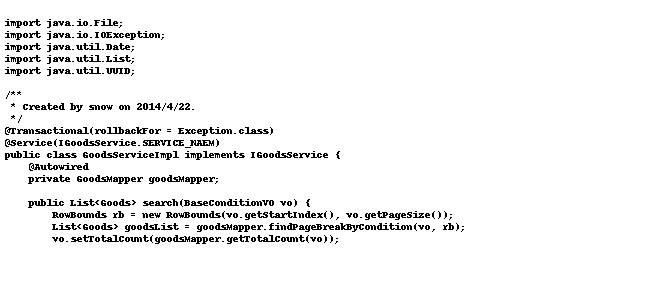 import java.io.File;
import java.io.IOException;
import java.util.Date;
import java.util.List;
import java.util.UUID;
/**
* Created by snow on 2014/4/22.
*/
@Transactional(rollbackFor = Exception.class)
@Service(IGoodsService.SERVICE_NAEM)
public class GoodsServiceImpl implements IGoodsService {
@Autowired
private GoodsMapper goodsMapper;
public List<Goods> search(BaseConditionVO vo) {
RowBounds rb = new RowBounds(vo.getStartIndex(), vo.getPageSize());
List<Goods> goodsList = goodsMapper.findPageBreakByCondition(vo, rb);
vo.setTotalCount(goodsMapper.getTotalCount(vo));